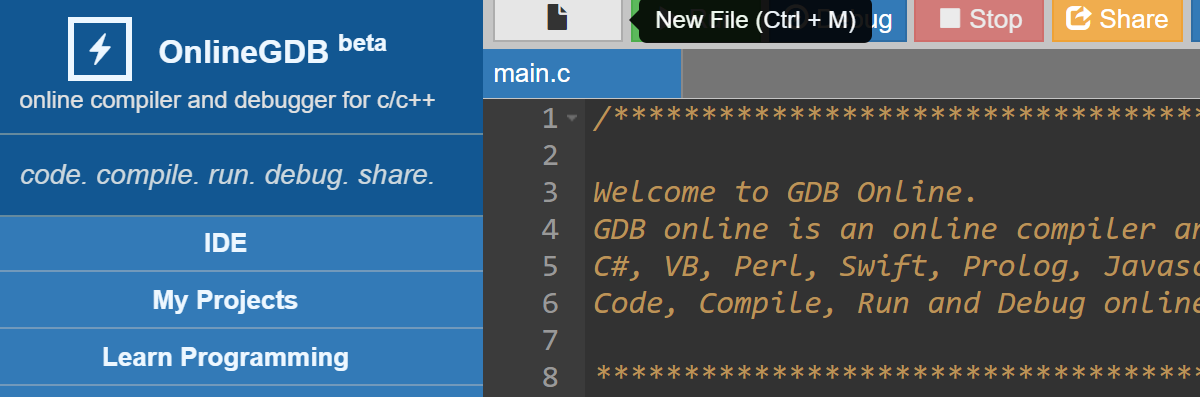 OnlineGDB beta
online compiler and debugger for c/c++
code. compile. run. debug. share.
IDE
My Projects
Learn Programming
New File (Ctrl + M)
Stop
Share
main.c
1 /**********************************
2
3 Welcome to GDB Online.
4 GDB online is an online compiler
5 C#, VB, Perl, Swift, Prolog,
6 Code, Compile, Run and Debug online
7
8 **********************************